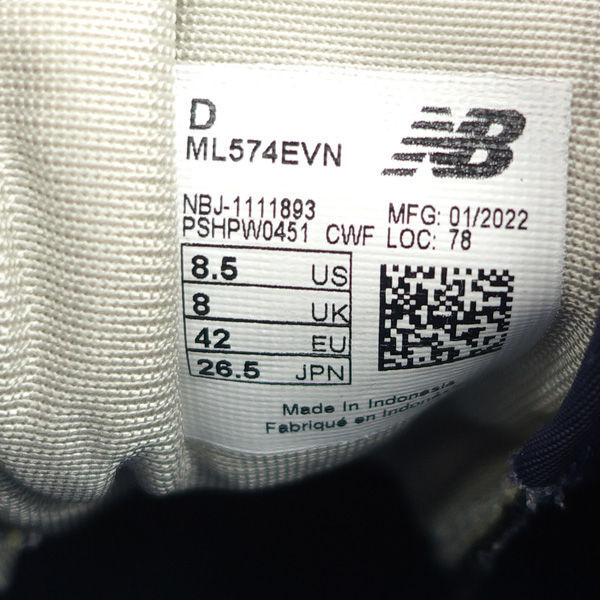 D
NB
ML574EVN
NBJ-1111893
PSHPW0451 CWF
MFG: 01/2022
LOC: 78
8.5 US
8 UK
42 EU
26.5 JPN
Made in Indonesia
Fabriqué en